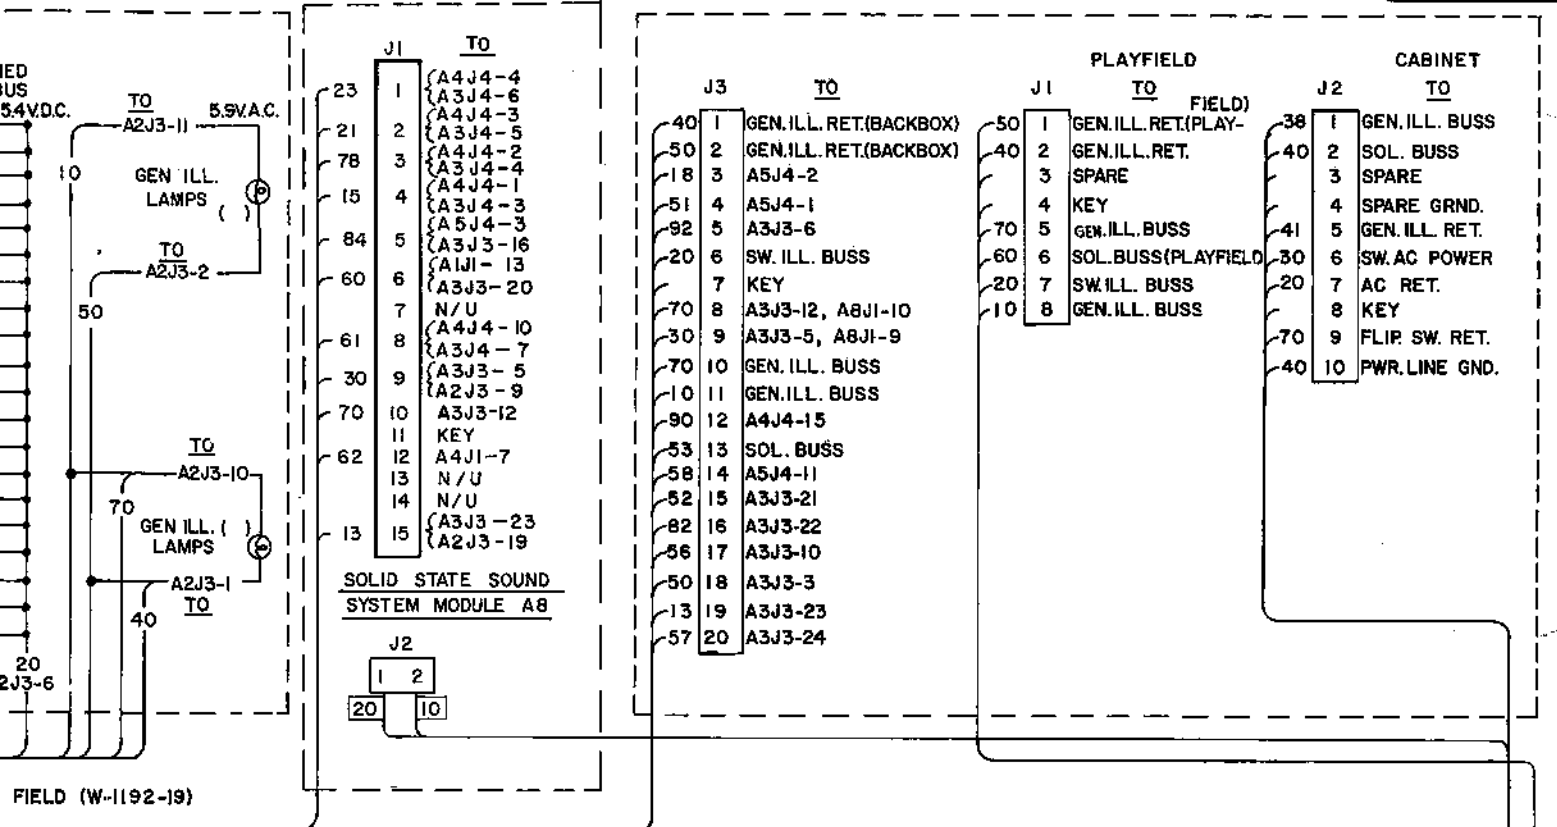 IED
BUS
5.4V.D.C.
TO
5.9V.A.C.
A2J3-11
10
GEN ILL.
LAMPS
( )
TO
A2J3-2
50
TO
A2J3-10
70
GEN ILL. ( )
LAMPS
A2J3-1
TO
40
20
2J3-6
FIELD (W-1192-19)
J1 TO
23 1 A4J4-4
A3J4-6
21 2 A4J4-3
A3J4-5
78 3 A4J4-2
A3J4-4
15 4 A4J4-1
A3J4-3
84 5 A5J4-3
A3J3-16
60 6 A1J1-13
A3J3-20
7 N/U
61 8 A4J4-10
A3J4-7
30 9 A3J3-5
A2J3-9
70 10 A3J3-12
11 KEY
62 12 A4J1-7
13 N/U
14 N/U
13 15 A3J3-23
A2J3-19
SOLID STATE SOUND
SYSTEM MODULE A8
J2
1 2
20 10
J3 TO
40 1 GEN.ILL.RET.(BACKBOX)
50 2 GEN.ILL.RET.(BACKBOX)
18 3 A5J4-2
51 4 A5J4-1
92 5 A3J3-6
20 6 SW. ILL. BUSS
7 KEY
70 8 A3J3-12, A8J1-10
30 9 A3J3-5, A8J1-9
70 10 GEN. ILL. BUSS
10 11 GEN.ILL. BUSS
90 12 A4J4-15
53 13 SOL. BUSS
58 14 A5J4-11
52 15 A3J3-21
82 16 A3J3-22
56 17 A3J3-10
50 18 A3J3-3
13 19 A3J3-23
57 20 A3J3-24
PLAYFIELD
J1 TO
FIELD)
50 1 GEN.ILL.RET.(PLAY-
40 2 GEN.ILL.RET.
3 SPARE
4 KEY
70 5 GEN.ILL. BUSS
60 6 SOL.BUSS(PLAYFIELD
20 7 SW.ILL. BUSS
10 8 GEN.ILL. BUSS
CABINET
J2 TO
38 1 GEN.ILL. BUSS
40 2 SOL. BUSS
3 SPARE
4 SPARE GRND.
41 5 GEN.ILL. RET.
30 6 SW.AC POWER
20 7 AC RET.
8 KEY
70 9 FLIP. SW. RET.
40 10 PWR.LINE GND.